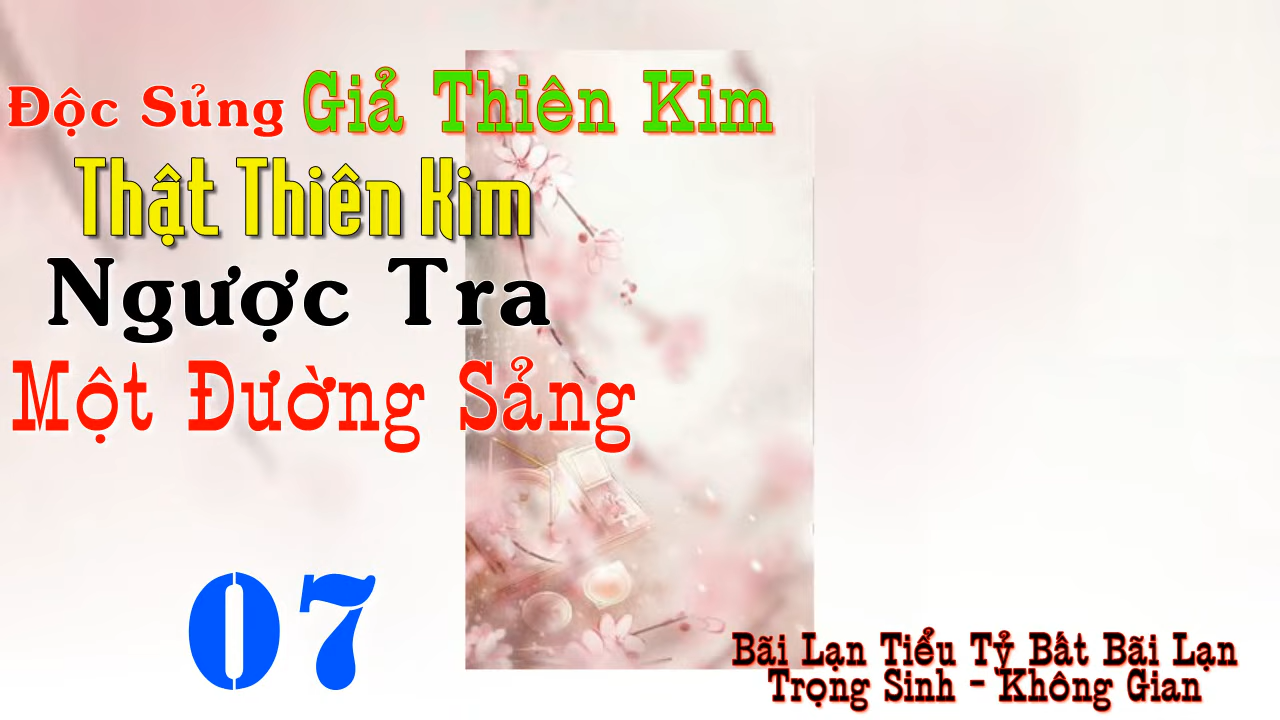 Độc Sủng Giả Thiên Kim
Thật Thiên Kim
Ngược Tra
Một Đường Sảng
07
Bãi Lạn Tiểu Tỷ Bất Bãi Lạn
Trọng Sinh - Không Gian